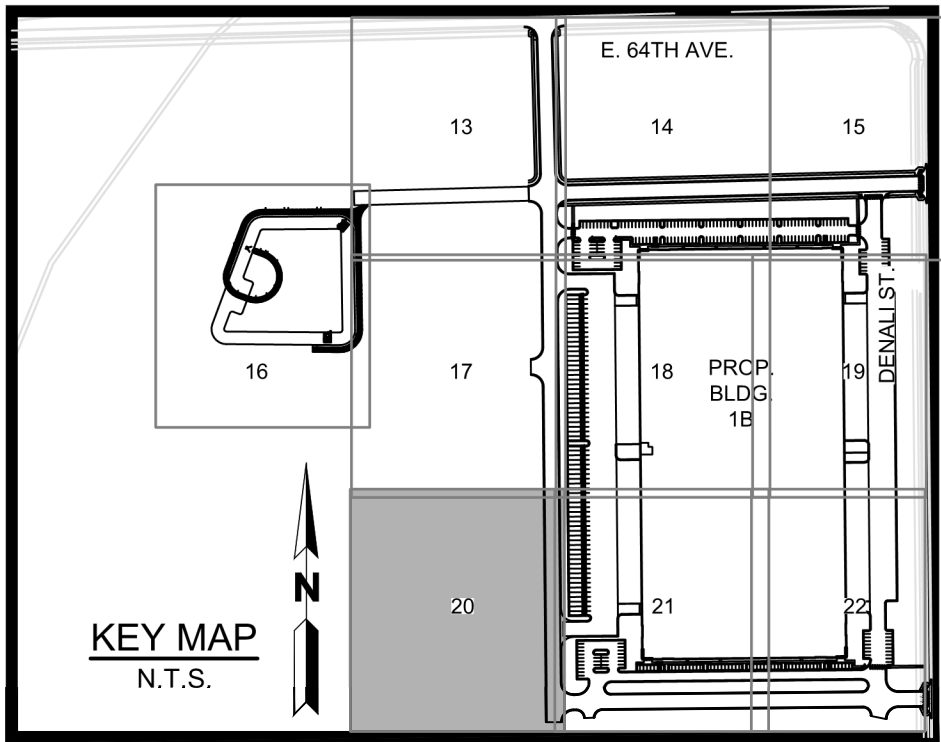 E. 64TH AVE.
13
14
15
16
17
18
PROP.
BLDG.
1B
19
DENALI ST.
20
21
22
N
KEY MAP
N.T.S.